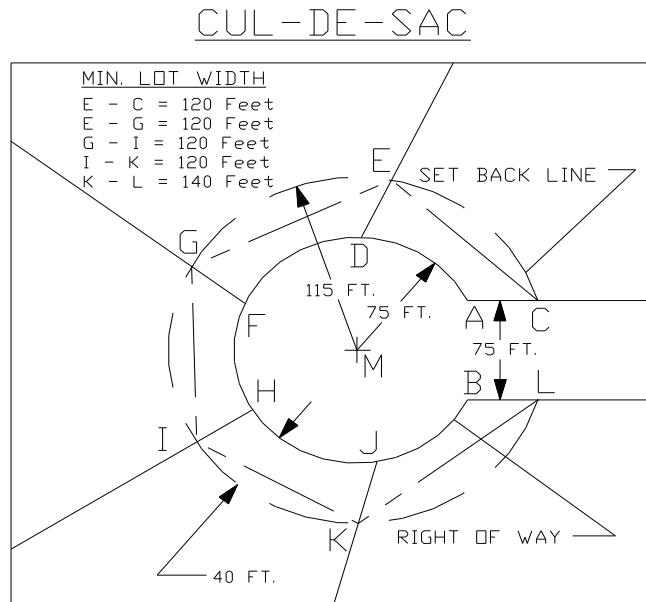 CUL-DE-SAC
MIN. LOT WIDTH
E - C = 120 Feet
E - G = 120 Feet
G - I = 120 Feet
I - K = 120 Feet
K - L = 140 Feet
E
SET BACK LINE
G
D
115 FT.
75 FT.
F
A
C
M
75 FT.
H
B
L
I
J
K
RIGHT OF WAY
40 FT.